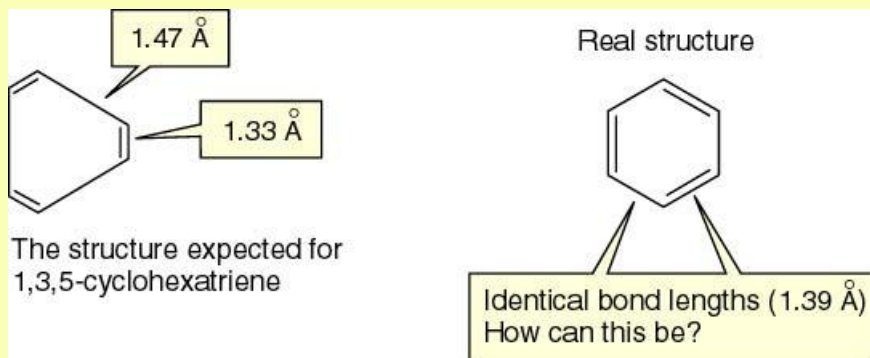 1.47 Å
1.33 Å
The structure expected for
1,3,5-cyclohexatriene
Real structure
Identical bond lengths (1.39 Å)
How can this be?